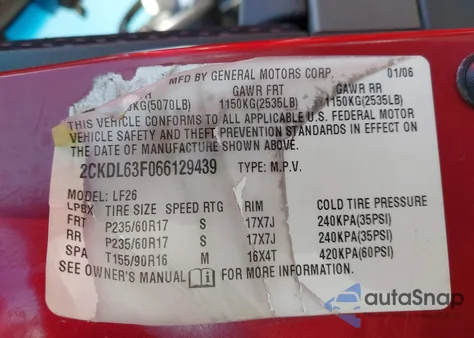 MFD BY GENERAL MOTORS CORP. 01/06
GAWR FRT GAWR RR
KG(5070LB) 1150KG(2535LB) 1150KG(2535LB)
THIS VEHICLE CONFORMS TO ALL APPLICABLE U.S. FEDERAL MOTOR
VEHICLE SAFETY AND THEFT PREVENTION STANDARDS IN EFFECT ON
THE DATE OF MANUFACTURE SHOWN ABOVE.
2CKDL63F066129439 TYPE: M.P.V.
MODEL: LF26
LPBX TIRE SIZE SPEED RTG RIM COLD TIRE PRESSURE
FRT P235/60R17 S 17X7J 240KPA(35PSI)
RR P235/60R17 S 17X7J 240KPA(35PSI)
SPA T155/90R16 M 16X4T 420KPA(60PSI)
SEE OWNER'S MANUAL FOR MORE INFORMATION.
autaSnap